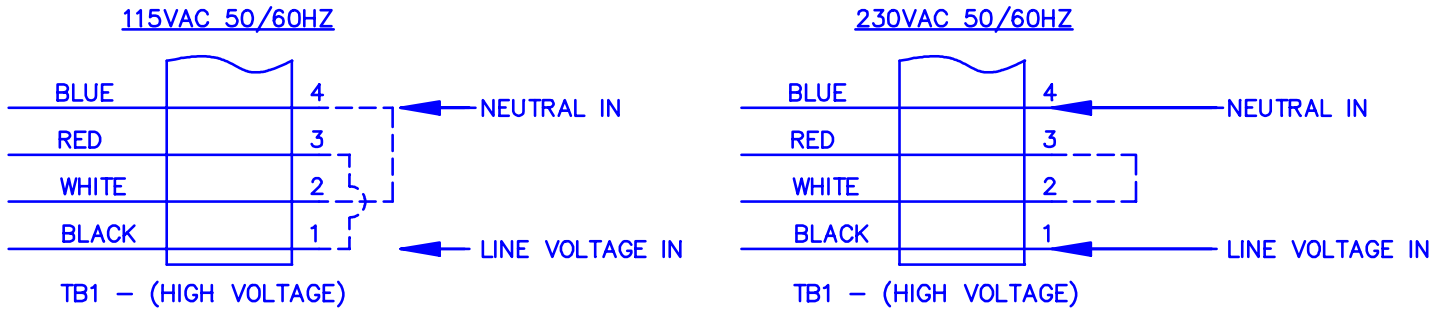 115VAC 50/60HZ
BLUE 4 NEUTRAL IN
RED 3
WHITE 2
BLACK 1 LINE VOLTAGE IN
TB1 - (HIGH VOLTAGE)
230VAC 50/60HZ
BLUE 4 NEUTRAL IN
RED 3
WHITE 2
BLACK 1 LINE VOLTAGE IN
TB1 - (HIGH VOLTAGE)